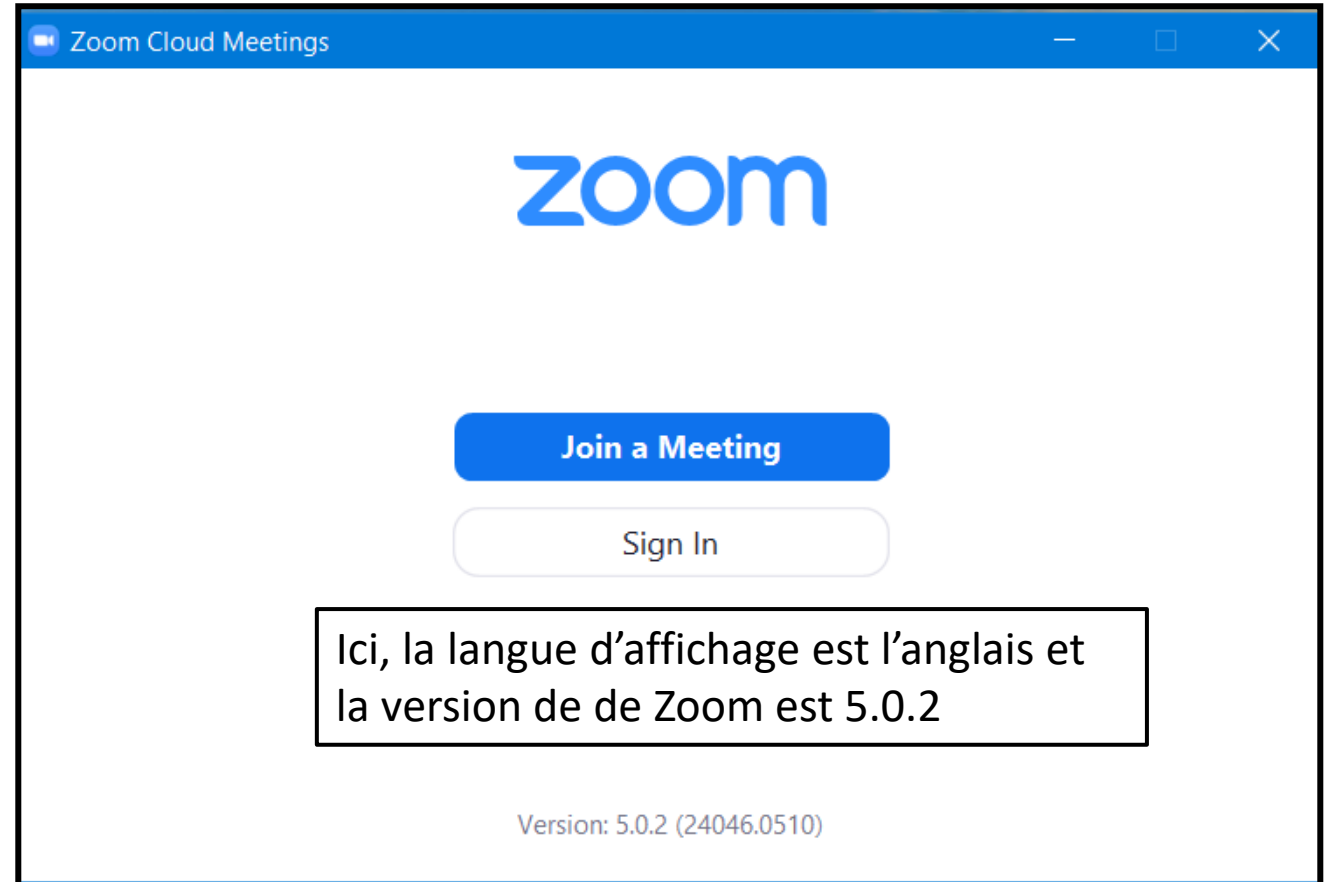 Zoom Cloud Meetings
zoom
Join a Meeting
Sign In
Ici, la langue d’affichage est l’anglais et
la version de de Zoom est 5.0.2
Version: 5.0.2 (24046.0510)